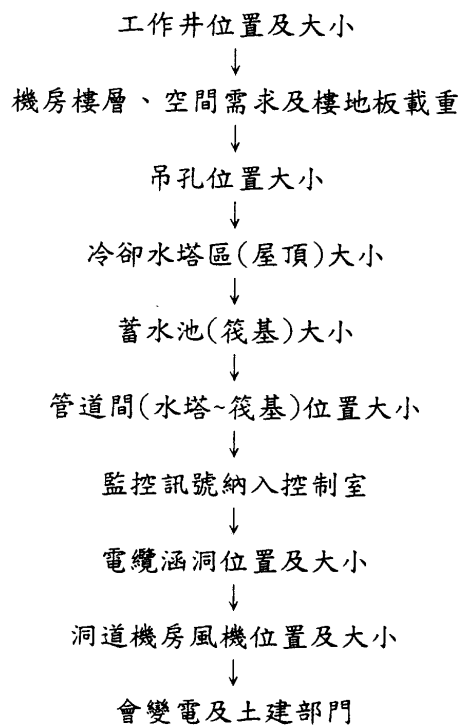 工作井位置及大小
↓
機房樓層、空間需求及樓地板載重
↓
吊孔位置大小
↓
冷卻水塔區(屋頂)大小
↓
蓄水池(筏基)大小
↓
管道間(水塔~筏基)位置大小
↓
監控訊號納入控制室
↓
電纜涵洞位置及大小
↓
洞道機房風機位置及大小
↓
會變電及土建部門